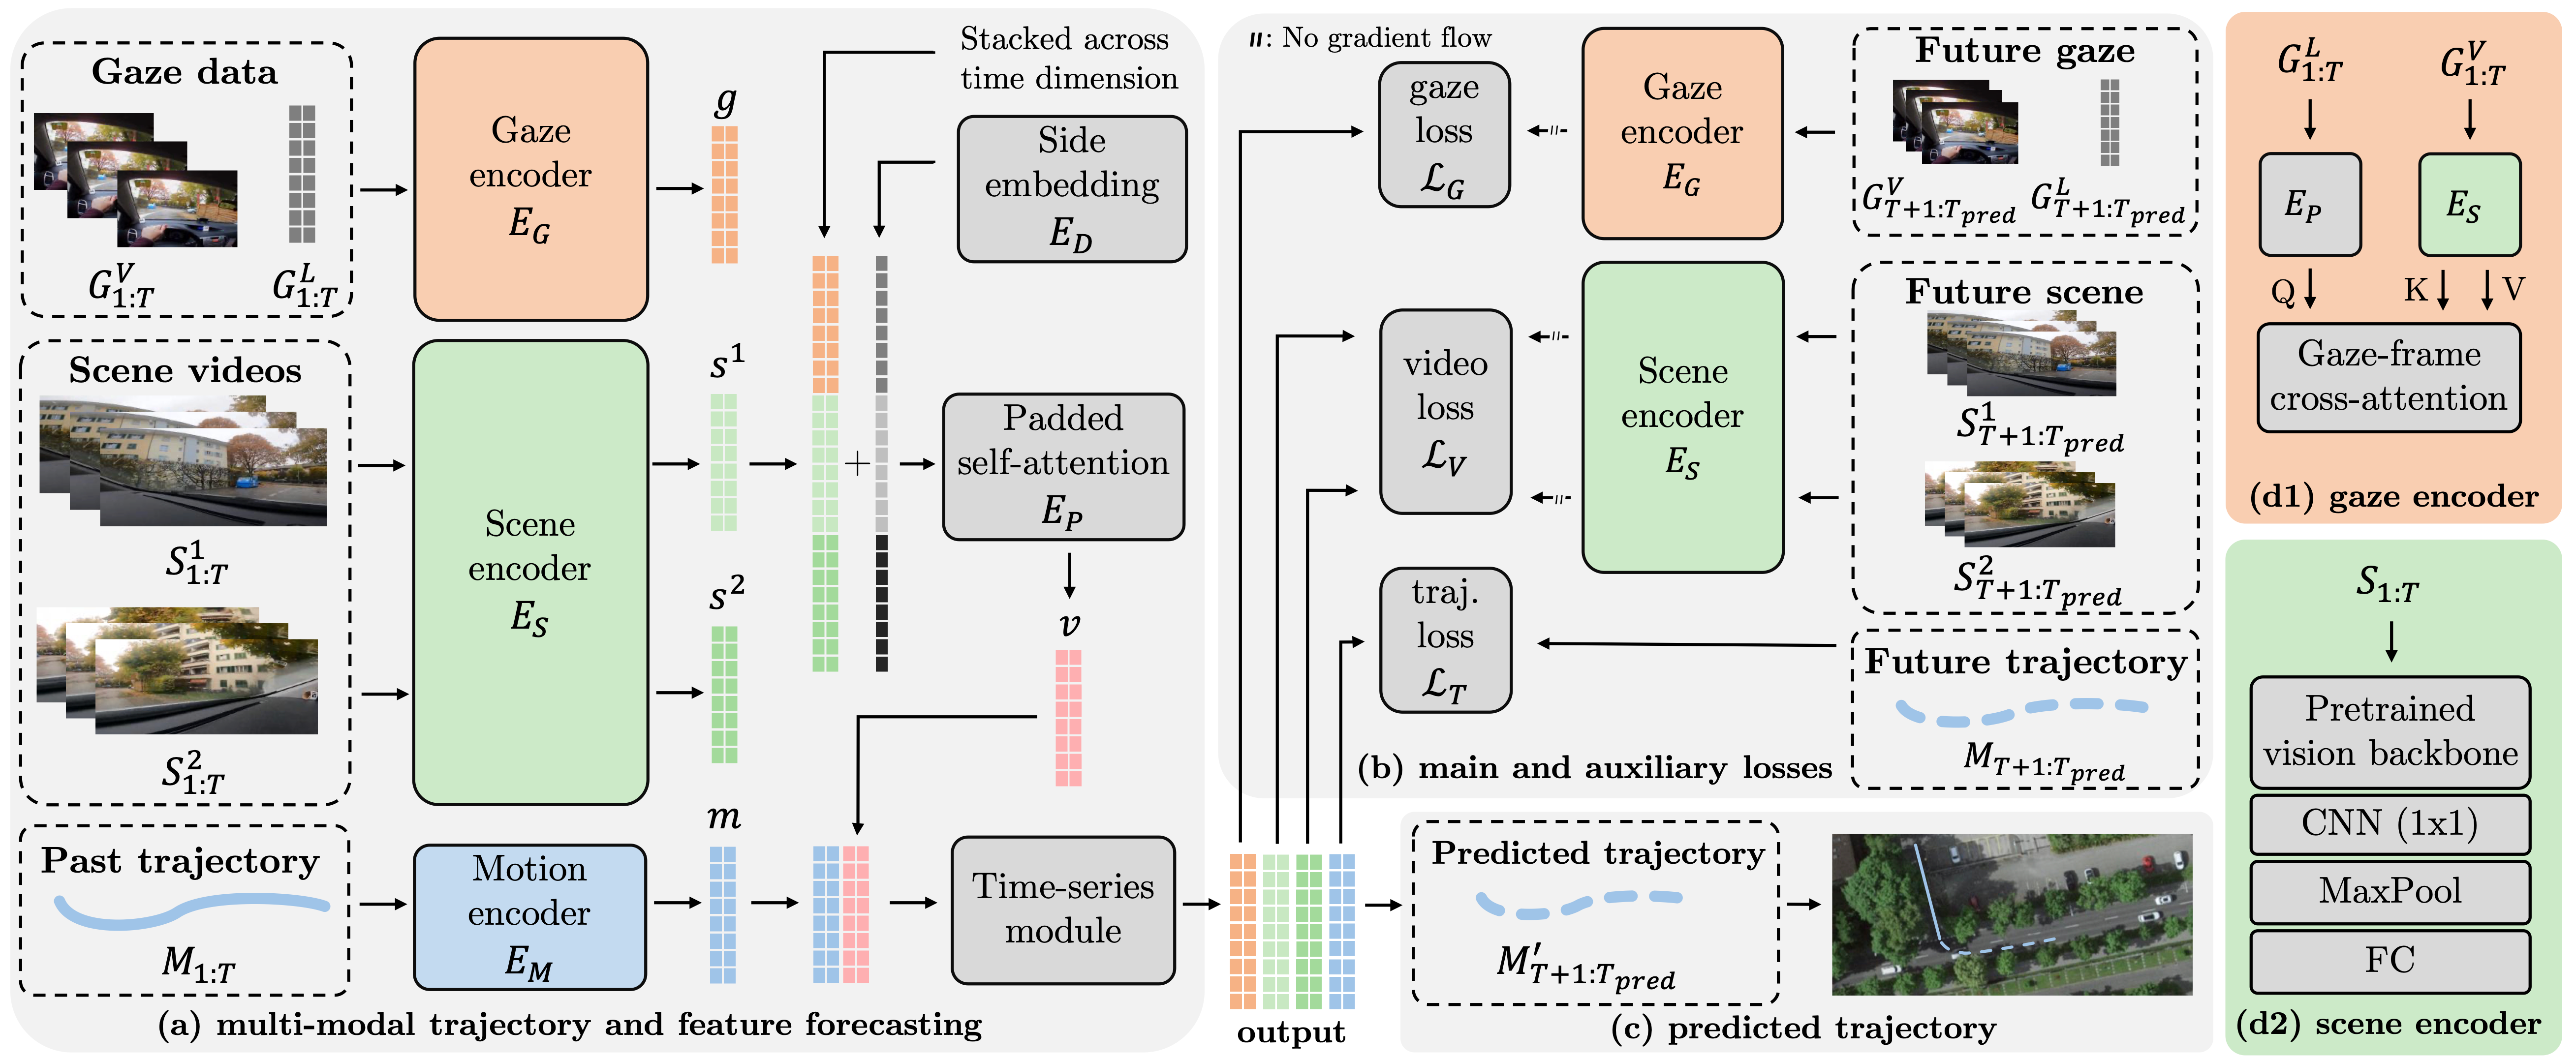 Gaze data
G^V_{1:T}
G^L_{1:T}
Scene videos
S^1_{1:T}
S^2_{1:T}
Past trajectory
M_{1:T}
Gaze
encoder
E_G
Scene
encoder
E_S
Motion
encoder
E_M
g
s^1
s^2
m
Stacked across
time dimension
Side
embedding
E_D
+
Padded
self-attention
E_P
v
Time-series
module
(a) multi-modal trajectory and feature forecasting
〃: No gradient flow
gaze
loss
ℒ_G
Gaze
encoder
E_G
Future gaze
G^V_{T+1:T_{pred}}
G^L_{T+1:T_{pred}}
video
loss
ℒ_V
Scene
encoder
E_S
Future scene
S^1_{T+1:T_{pred}}
S^2_{T+1:T_{pred}}
traj.
loss
ℒ_T
Future trajectory
M_{T+1:T_{pred}}
(b) main and auxiliary losses
output
Predicted trajectory
M'_{T+1:T_{pred}}
(c) predicted trajectory
G^L_{1:T}
G^V_{1:T}
E_P
E_S
Q
K
V
Gaze-frame
cross-attention
(d1) gaze encoder
S_{1:T}
Pretrained
vision backbone
CNN (1x1)
MaxPool
FC
(d2) scene encoder